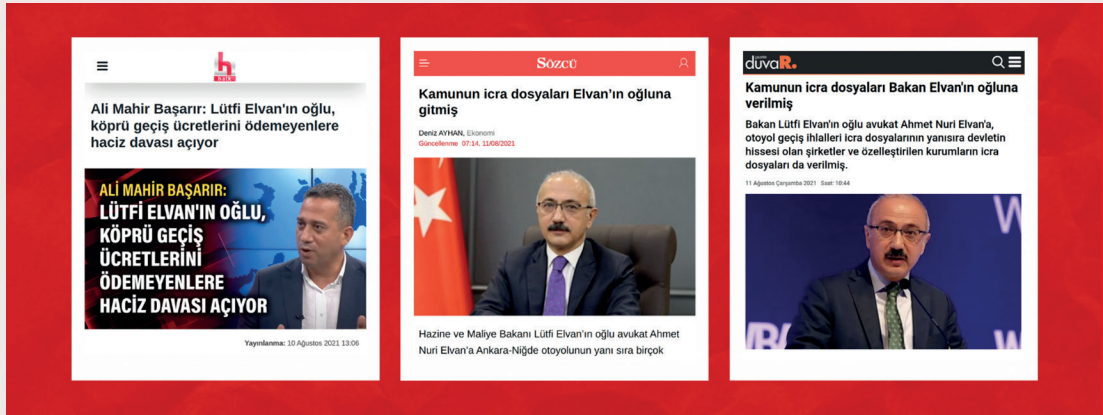 h
halk
Ali Mahir Başarır: Lütfi Elvan'ın oğlu,
köprü geçiş ücretlerini ödemeyenlere
haciz davası açıyor
ALİ MAHİR BAŞARIR:
LÜTFİ ELVAN'IN OĞLU,
KÖPRÜ GEÇİŞ
ÜCRETLERİNİ
ÖDEMEYENLERE
HACİZ DAVASI AÇIYOR
Yayınlanma: 10 Ağustos 2021 13:06
SÖZCÜ
Kamunun icra dosyaları Elvan'ın oğluna
gitmiş
Deniz AYHAN, Ekonomi
Güncellenme 07:14, 11/08/2021
Hazine ve Maliye Bakanı Lütfi Elvan'ın oğlu avukat Ahmet
Nuri Elvan'a Ankara-Niğde otoyolunun yanı sıra birçok
gazete
duvaR.
Kamunun icra dosyaları Bakan Elvan'ın oğluna
verilmiş
Bakan Lütfi Elvan'ın oğlu avukat Ahmet Nuri Elvan'a,
otoyol geçiş ihlalleri icra dosyalarının yanısıra devletin
hissesi olan şirketler ve özelleştirilen kurumların icra
dosyaları da verilmiş.
11 Ağustos Çarşamba 2021 Saat: 10:44